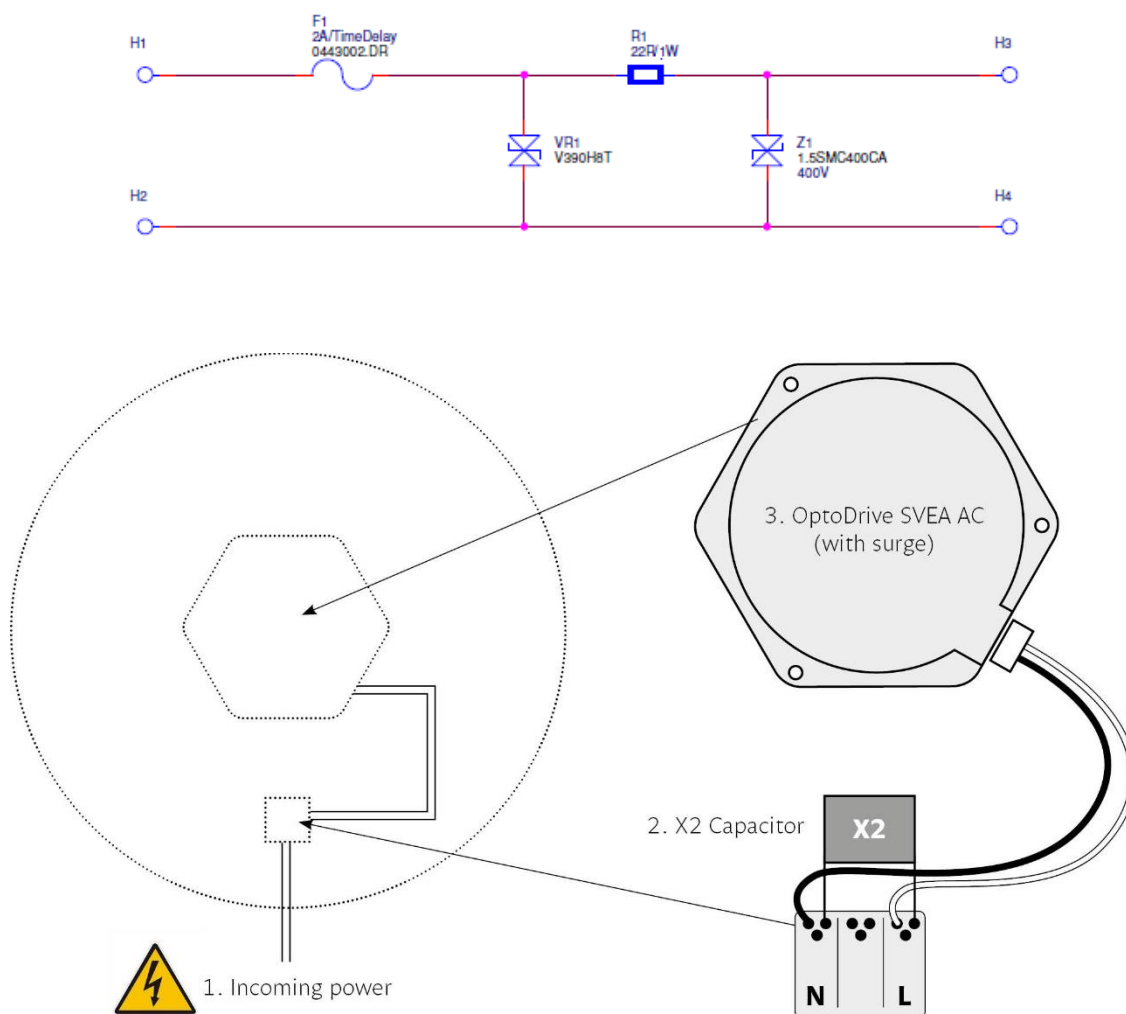 H1
F1
2A/TimeDelay
0443002.DR
R1
22R/1W
H3
VR1
V390H8T
Z1
1.5SMC400CA
400V
H2
H4
3. OptoDrive SVEA AC
(with surge)
2. X2 Capacitor
X2
1. Incoming power
N
L